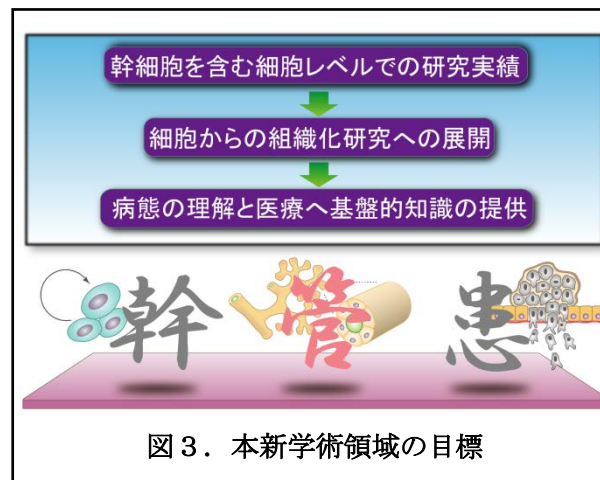 幹細胞を含む細胞レベルでの研究実績
細胞からの組織化研究への展開
病態の理解と医療へ基盤的知識の提供
幹 管 患
図３．本新学術領域の目標